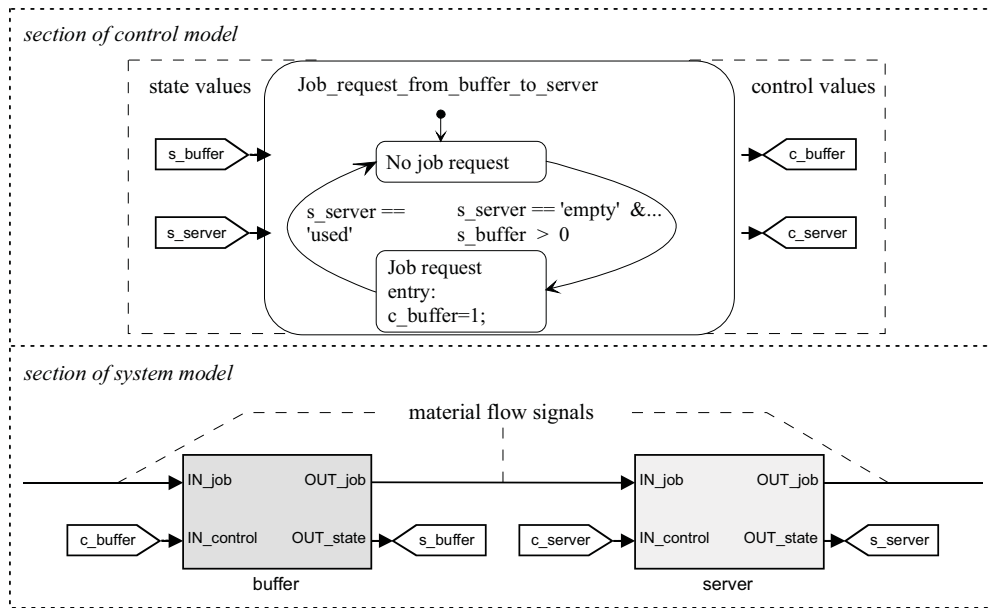 section of control model
state values
Job_request_from_buffer_to_server
control values
s_buffer
No job request
c_buffer
s_server
s_server ==
'used'
s_server == 'empty' &...
s_buffer > 0
c_server
Job request
entry:
c_buffer=1;
section of system model
material flow signals
IN_job
OUT_job
IN_job
OUT_job
c_buffer
IN_control
OUT_state
s_buffer
c_server
IN_control
OUT_state
s_server
buffer
server